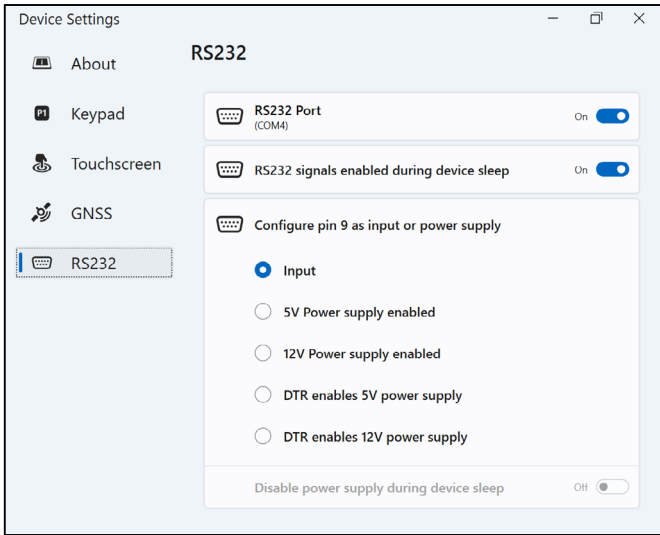 Device Settings
About
P1
Keypad
Touchscreen
GNSS
RS232
RS232
RS232 Port
On
(COM4)
RS232 signals enabled during device sleep
On
Configure pin 9 as input or power supply
Input
5V Power supply enabled
12V Power supply enabled
DTR enables 5V power supply
DTR enables 12V power supply
Disable power supply during device sleep
Off